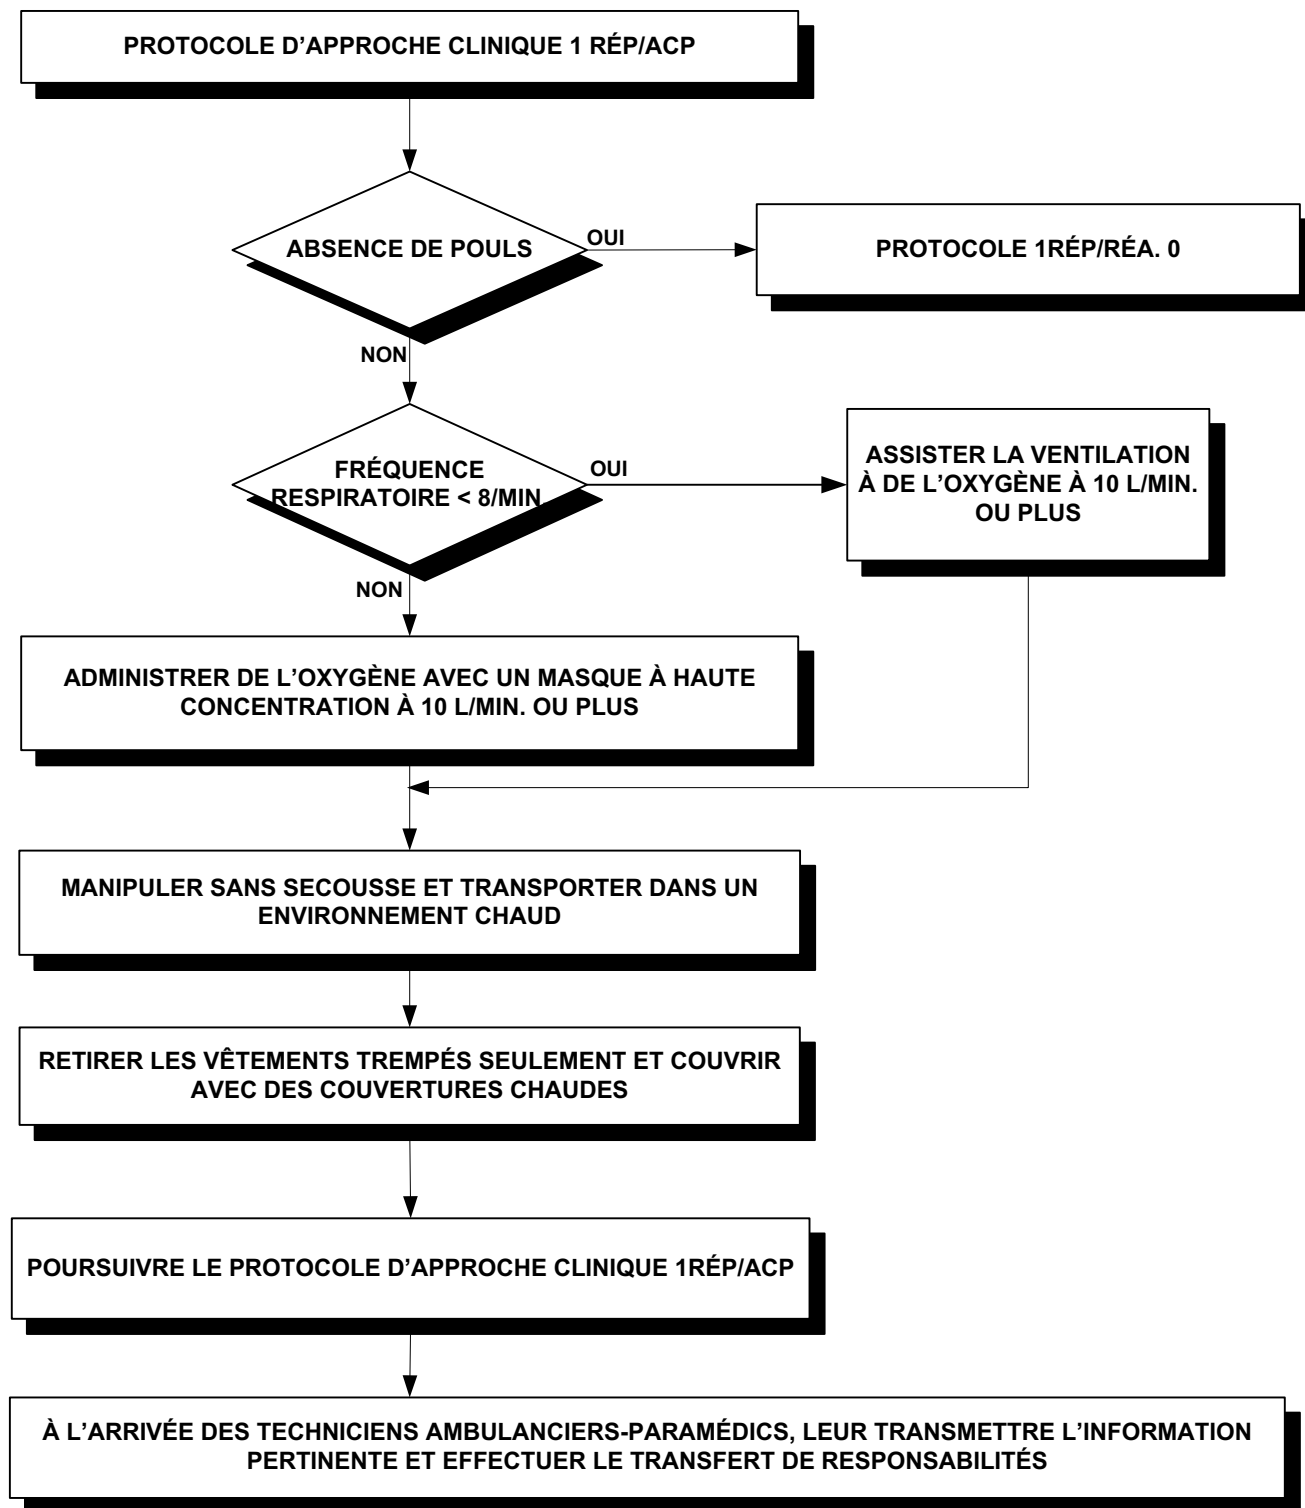 PROTOCOLE D'APPROCHE CLINIQUE 1 RÉP/ACP
ABSENCE DE POULS
OUI
PROTOCOLE 1RÉP/RÉA. 0
NON
FRÉQUENCE
RESPIRATOIRE < 8/MIN.
OUI
ASSISTER LA VENTILATION
À DE L'OXYGÈNE À 10 L/MIN.
OU PLUS
NON
ADMINISTRER DE L'OXYGÈNE AVEC UN MASQUE À HAUTE
CONCENTRATION À 10 L/MIN. OU PLUS
MANIPULER SANS SECOUSSE ET TRANSPORTER DANS UN
ENVIRONNEMENT CHAUD
RETIRER LES VÊTEMENTS TREMPÉS SEULEMENT ET COUVRIR
AVEC DES COUVERTURES CHAUDES
POURSUIVRE LE PROTOCOLE D'APPROCHE CLINIQUE 1RÉP/ACP
À L'ARRIVÉE DES TECHNICIENS AMBULANCIERS-PARAMÉDICS, LEUR TRANSMETTRE L'INFORMATION
PERTINENTE ET EFFECTUER LE TRANSFERT DE RESPONSABILITÉS